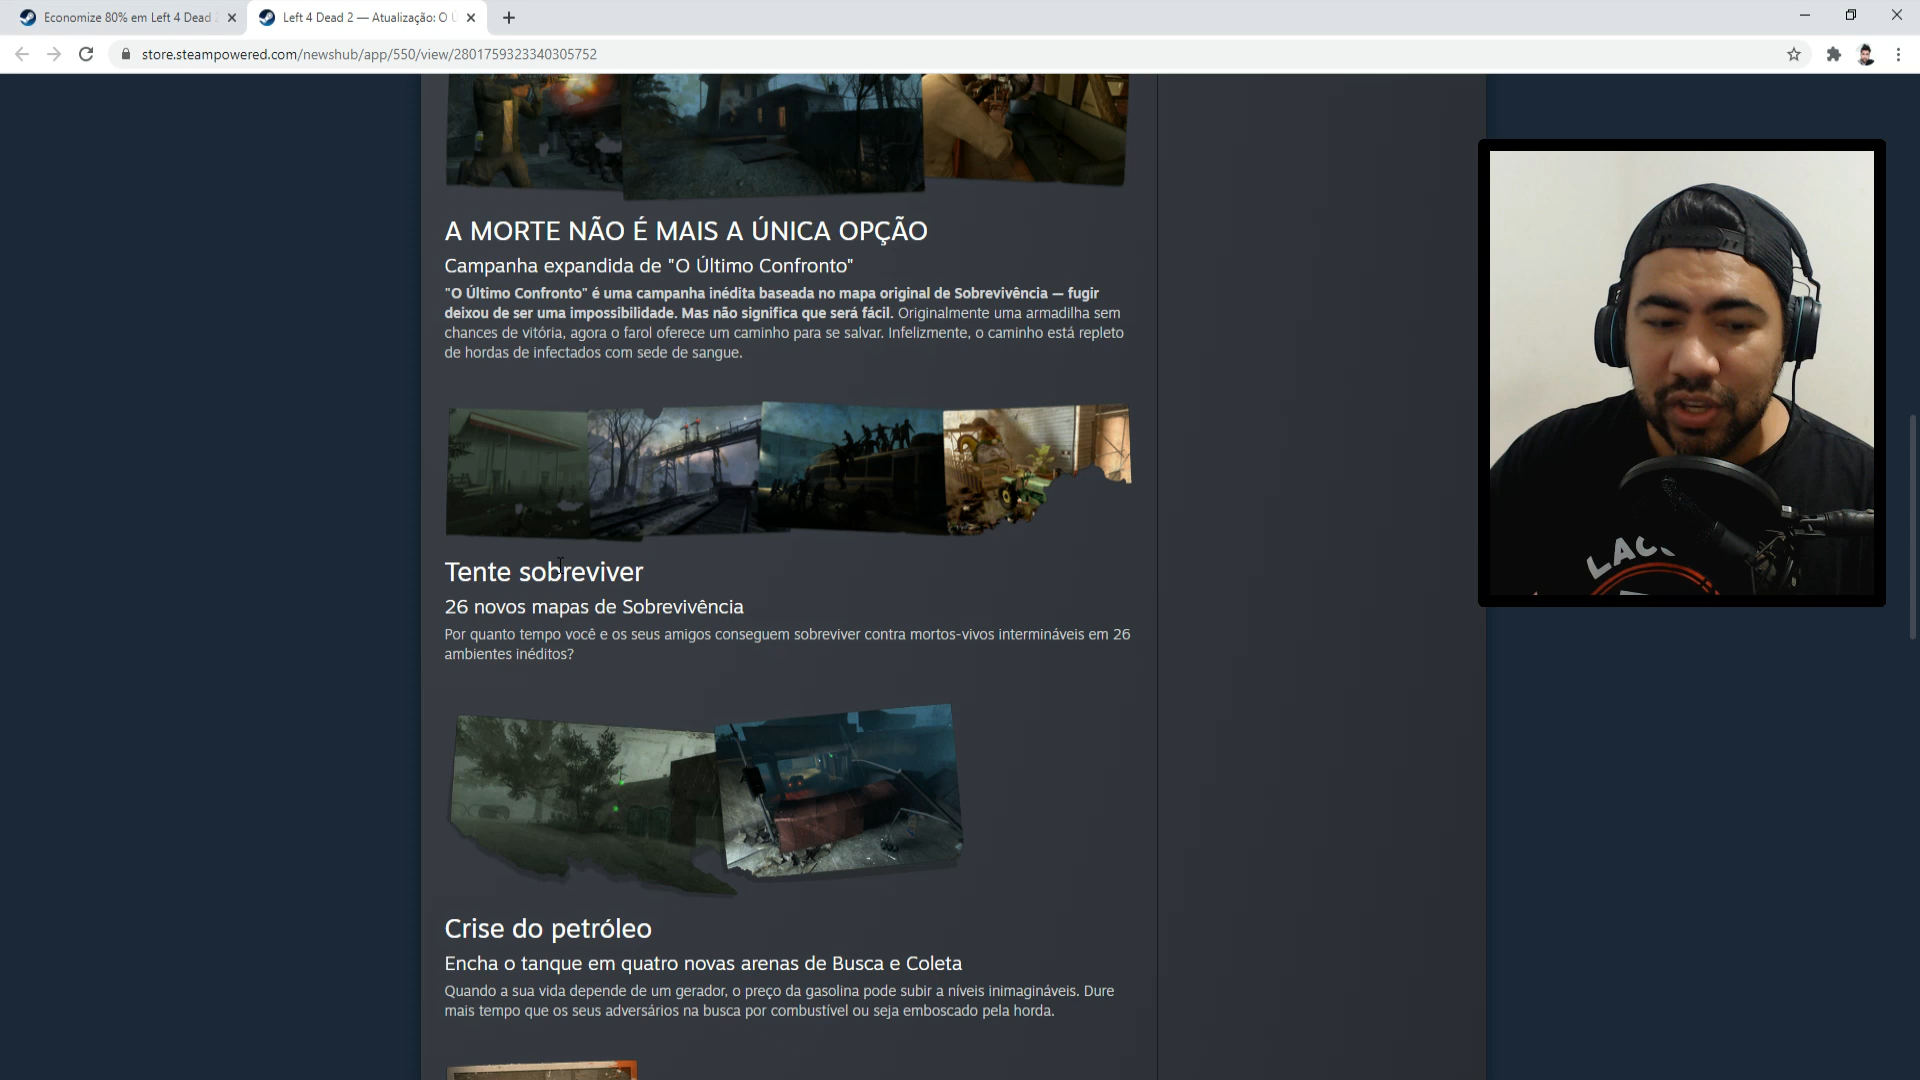 Economize 80% em Left 4 Dead 2
Left 4 Dead 2 — Atualização: O Ú
store.steampowered.com/newshub/app/550/view/2801759323340305752
A MORTE NÃO É MAIS A ÚNICA OPÇÃO
Campanha expandida de "O Último Confronto"
"O Último Confronto" é uma campanha inédita baseada no mapa original de Sobrevivência — fugir
deixou de ser uma impossibilidade. Mas não significa que será fácil. Originalmente uma armadilha sem
chances de vitória, agora o farol oferece um caminho para se salvar. Infelizmente, o caminho está repleto
de hordas de infectados com sede de sangue.
Tente sobreviver
26 novos mapas de Sobrevivência
Por quanto tempo você e os seus amigos conseguem sobreviver contra mortos-vivos intermináveis em 26
ambientes inéditos?
Crise do petróleo
Encha o tanque em quatro novas arenas de Busca e Coleta
Quando a sua vida depende de um gerador, o preço da gasolina pode subir a níveis inimagináveis. Dure
mais tempo que os seus adversários na busca por combustível ou seja emboscado pela horda.